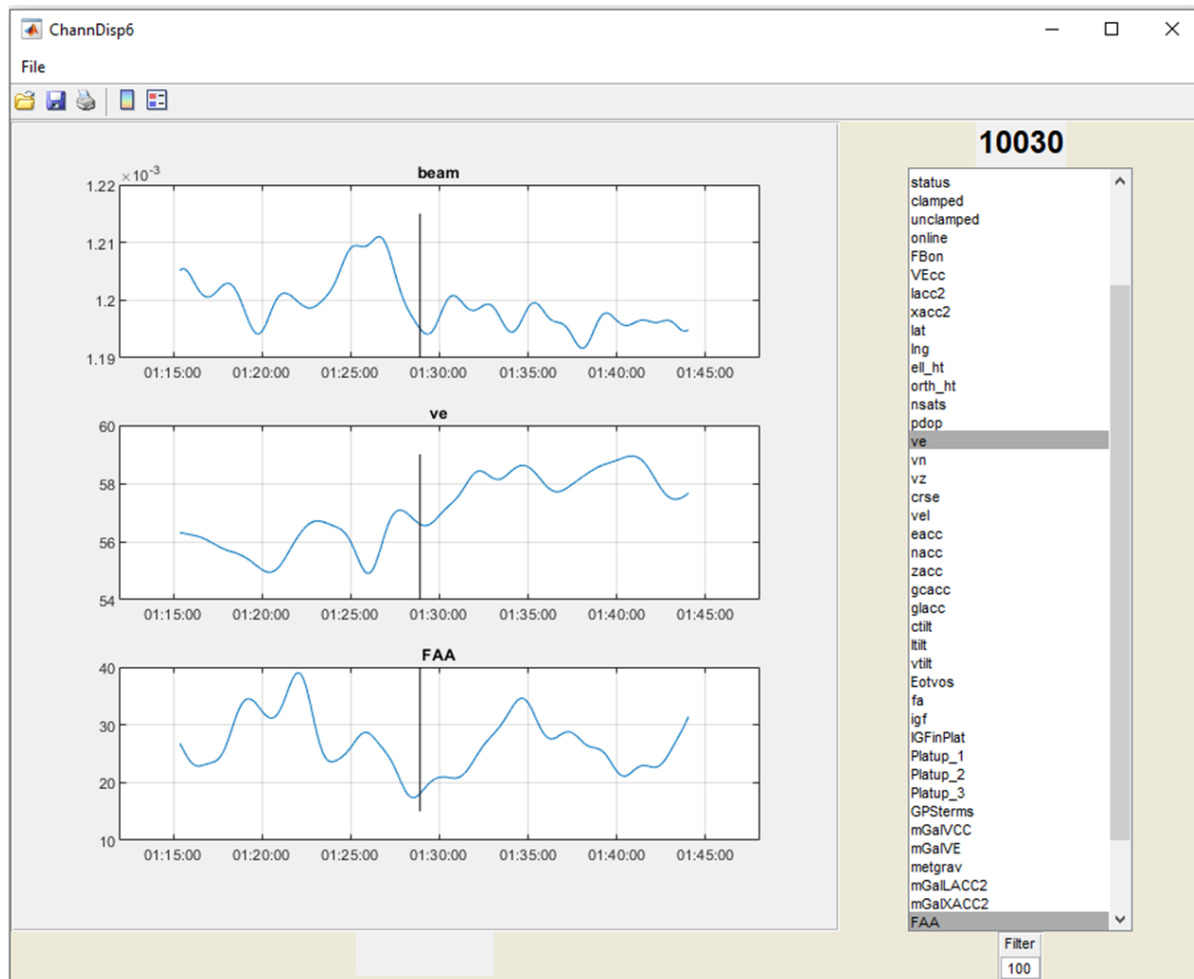 ChannDisp6
File
beam
×10⁻³
1.22
1.21
1.2
1.19
01:15:00 01:20:00 01:25:00 01:30:00 01:35:00 01:40:00 01:45:00
ve
60
58
56
54
01:15:00 01:20:00 01:25:00 01:30:00 01:35:00 01:40:00 01:45:00
FAA
40
30
20
10
01:15:00 01:20:00 01:25:00 01:30:00 01:35:00 01:40:00 01:45:00
10030
status
clamped
unclamped
online
FBon
VEcc
lacc2
xacc2
lat
lng
ell_ht
orth_ht
nsats
pdop
ve
vn
vz
crse
vel
eacc
nacc
zacc
gcacc
glacc
ctilt
ltilt
vtilt
Eotvos
fa
igf
IGFinPlat
Platup_1
Platup_2
Platup_3
GPSterms
mGalVCC
mGalVE
metgrav
mGalLACC2
mGalXACC2
FAA
Filter
100